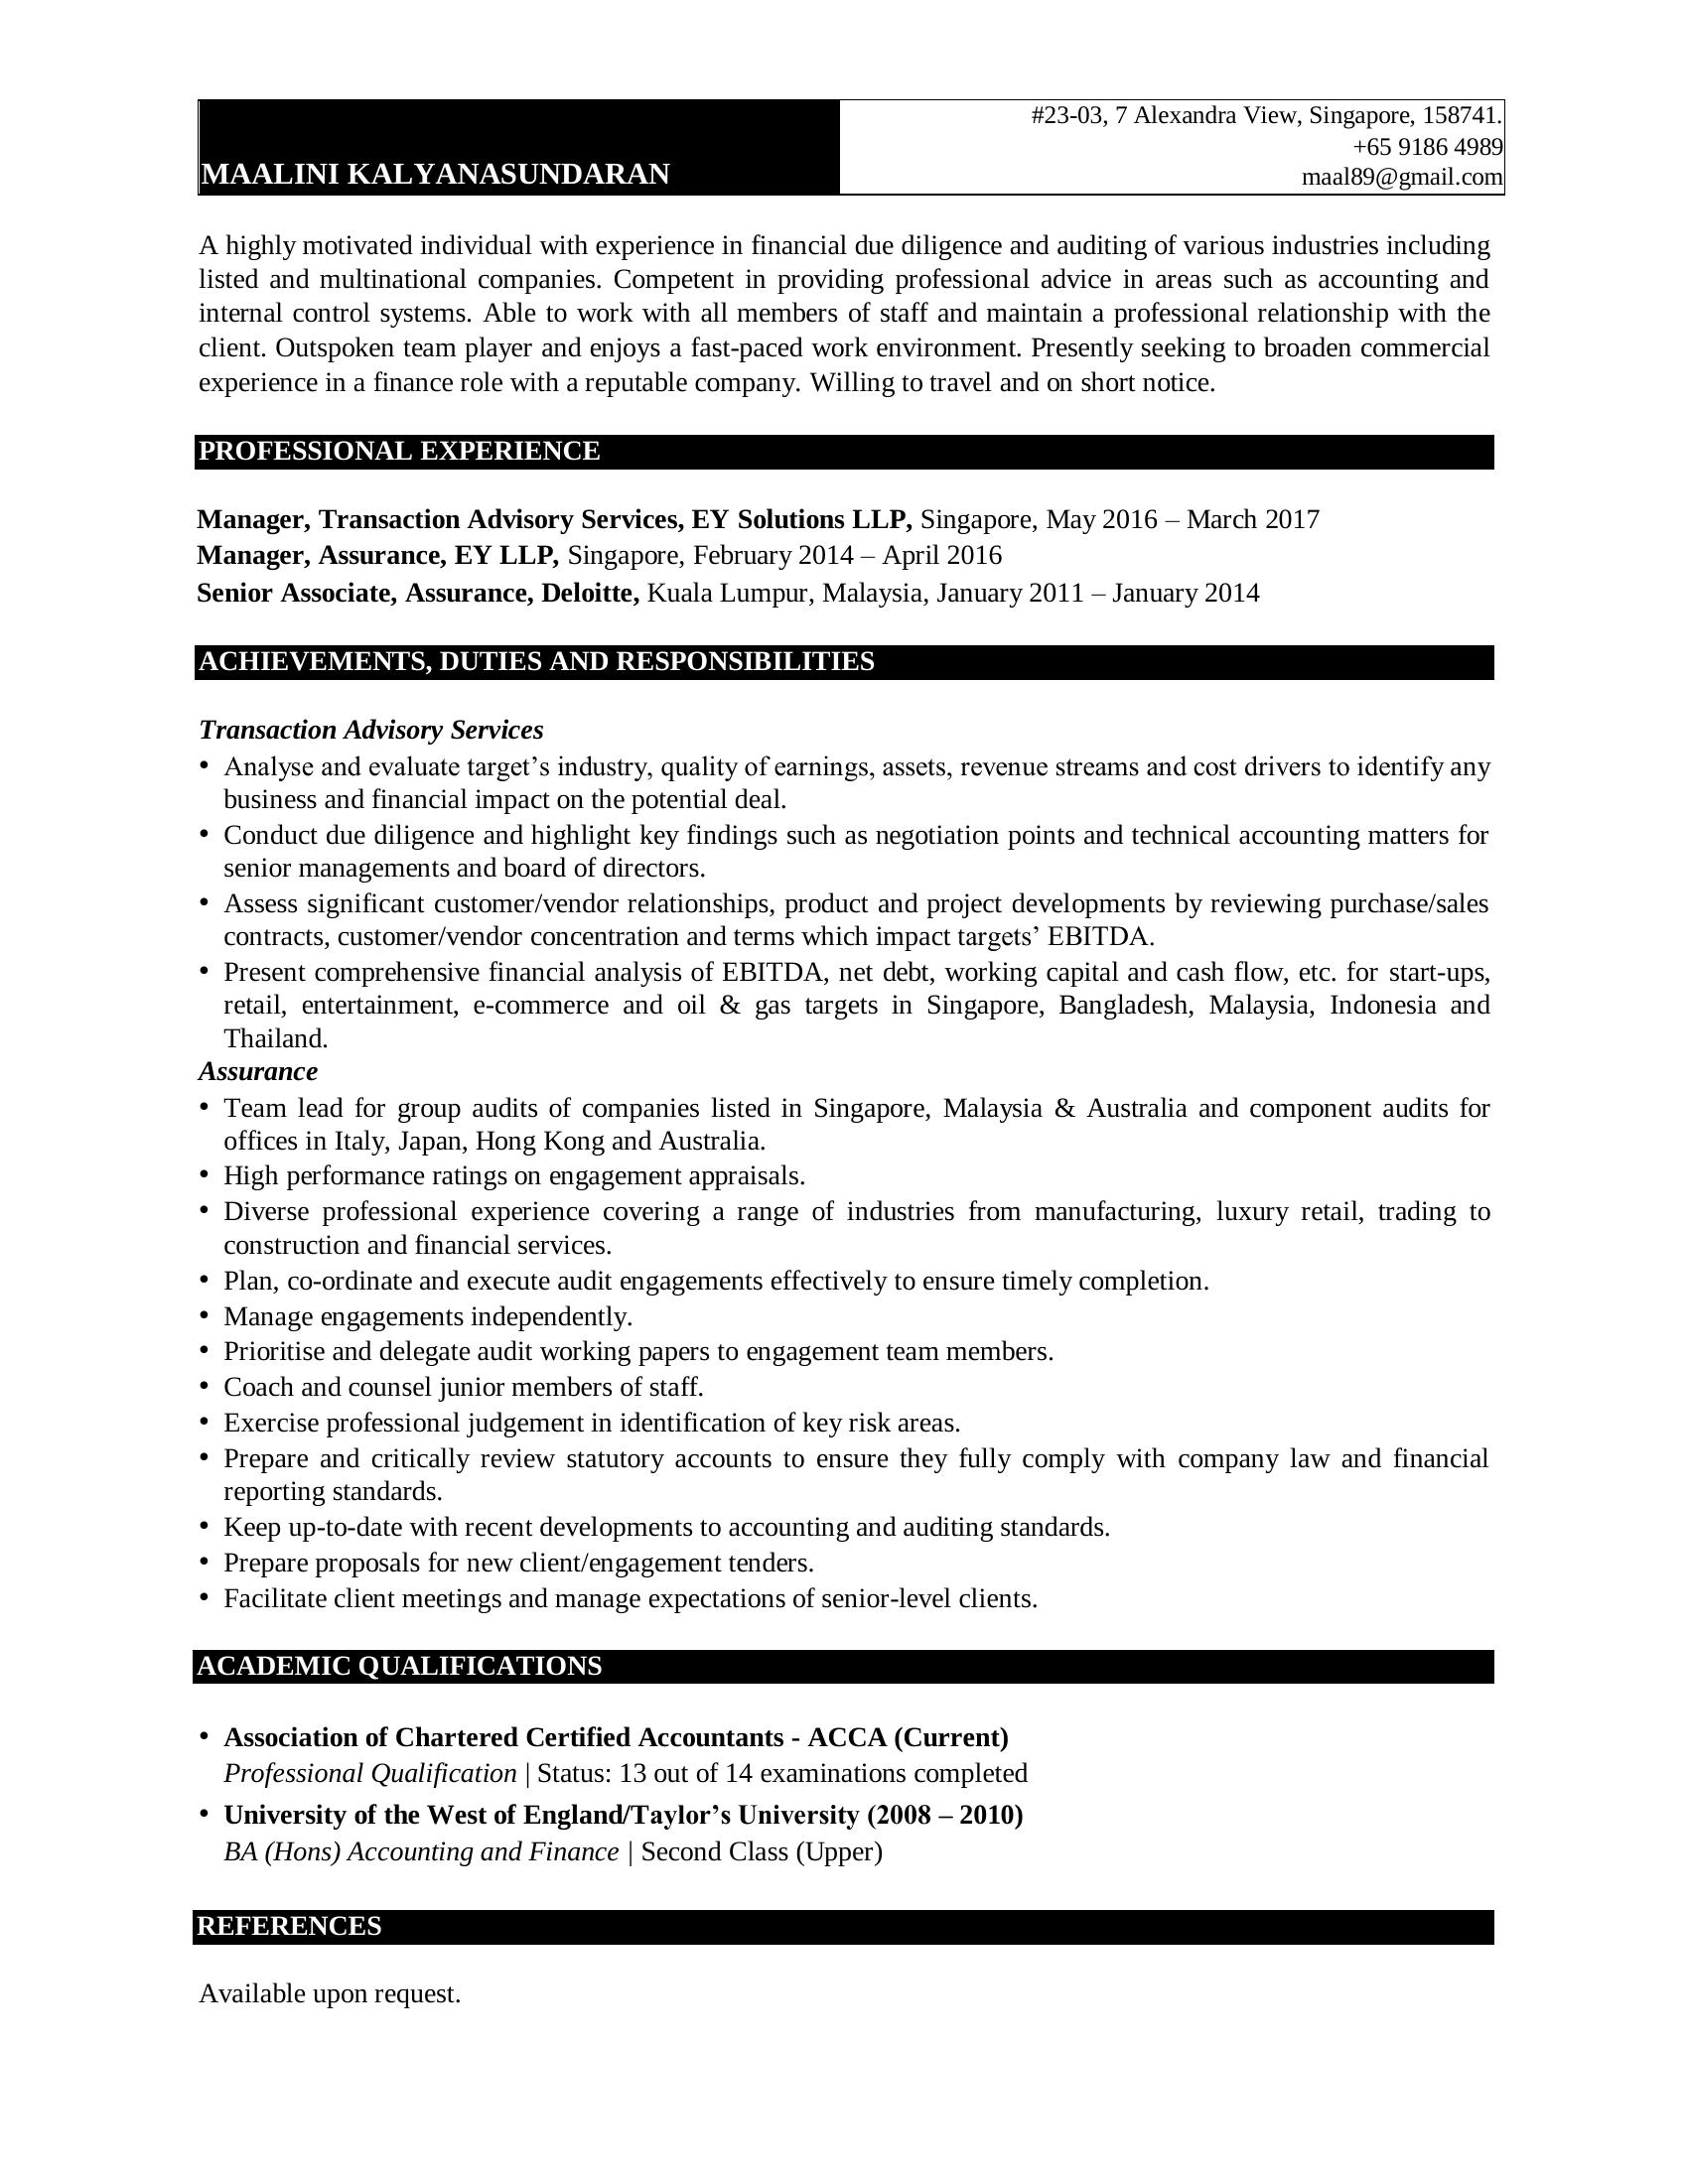 #23-03, 7 Alexandra View, Singapore, 158741.
+65 9186 4989
MAALINI KALYANASUNDARAN
maal89@gmail.com
A highly motivated individual with experience in financial due diligence and auditing of various industries including
listed and multinational companies. Competent in providing professional advice in areas such as accounting and
internal control systems. Able to work with all members of staff and maintain a professional relationship with the
client. Outspoken team player and enjoys a fast-paced work environment. Presently seeking to broaden commercial
experience in a finance role with a reputable company. Willing to travel and on short notice.
PROFESSIONAL EXPERIENCE
Manager, Transaction Advisory Services, EY Solutions LLP, Singapore, May 2016 – March 2017
Manager, Assurance, EY LLP, Singapore, February 2014 – April 2016
Senior Associate, Assurance, Deloitte, Kuala Lumpur, Malaysia, January 2011 – January 2014
ACHIEVEMENTS, DUTIES AND RESPONSIBILITIES
Transaction Advisory Services
• Analyse and evaluate target’s industry, quality of earnings, assets, revenue streams and cost drivers to identify any
business and financial impact on the potential deal.
• Conduct due diligence and highlight key findings such as negotiation points and technical accounting matters for
senior managements and board of directors.
• Assess significant customer/vendor relationships, product and project developments by reviewing purchase/sales
contracts, customer/vendor concentration and terms which impact targets’ EBITDA.
• Present comprehensive financial analysis of EBITDA, net debt, working capital and cash flow, etc. for start-ups,
retail, entertainment, e-commerce and oil & gas targets in Singapore, Bangladesh, Malaysia, Indonesia and
Thailand.
Assurance
• Team lead for group audits of companies listed in Singapore, Malaysia & Australia and component audits for
offices in Italy, Japan, Hong Kong and Australia.
• High performance ratings on engagement appraisals.
• Diverse professional experience covering a range of industries from manufacturing, luxury retail, trading to
construction and financial services.
• Plan, co-ordinate and execute audit engagements effectively to ensure timely completion.
• Manage engagements independently.
• Prioritise and delegate audit working papers to engagement team members.
• Coach and counsel junior members of staff.
• Exercise professional judgement in identification of key risk areas.
• Prepare and critically review statutory accounts to ensure they fully comply with company law and financial
reporting standards.
• Keep up-to-date with recent developments to accounting and auditing standards.
• Prepare proposals for new client/engagement tenders.
• Facilitate client meetings and manage expectations of senior-level clients.
ACADEMIC QUALIFICATIONS
• Association of Chartered Certified Accountants - ACCA (Current)
Professional Qualification | Status: 13 out of 14 examinations completed
• University of the West of England/Taylor’s University (2008 – 2010)
BA (Hons) Accounting and Finance | Second Class (Upper)
REFERENCES
Available upon request.